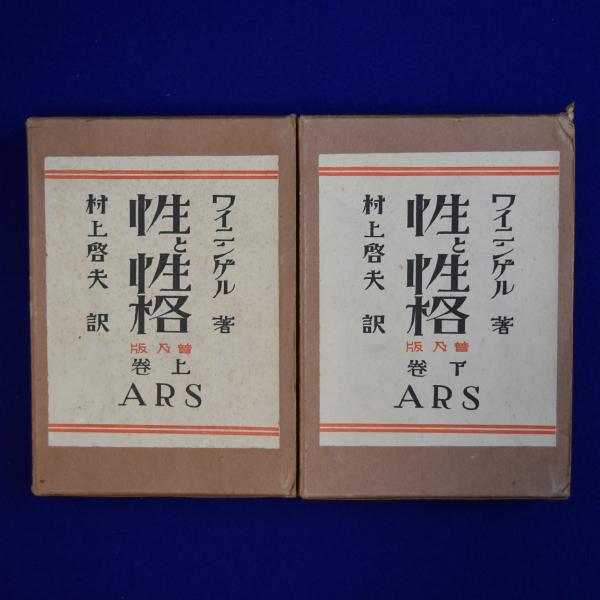 ワイニンゲル 著
性と性格
普及版
上巻
村上啓夫 訳
ARS
ワイニンゲル 著
性と性格
普及版
下巻
村上啓夫 訳
ARS